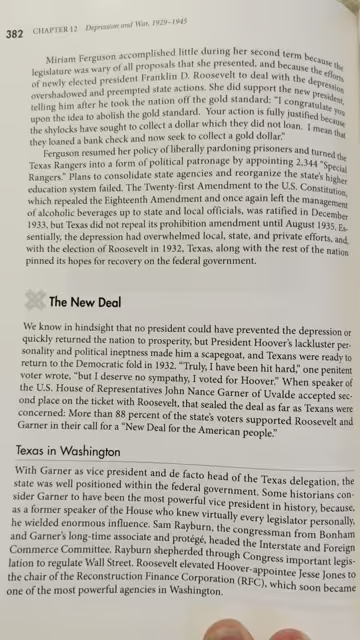 382 CHAPTER 12 Depression and War, 1929–1945
Miriam Ferguson accomplished little during her second term because the
legislature was wary of all proposals that she presented, and because the efforts
of newly elected president Franklin D. Roosevelt to deal with the depression
overshadowed and preempted state actions. She did support the new president,
telling him after he took the nation off the gold standard: "I congratulate you
upon the idea to abolish the gold standard. Your action is fully justified because
the shylocks have sought to collect a dollar which they did not loan. I mean that
they loaned a bank check and now seek to collect a gold dollar."
Ferguson resumed her policy of liberally pardoning prisoners and turned the
Texas Rangers into a form of political patronage by appointing 2,344 "Special
Rangers." Plans to consolidate state agencies and reorganize the state's higher
education system failed. The Twenty-first Amendment to the U.S. Constitution,
which repealed the Eighteenth Amendment and once again left the management
of alcoholic beverages up to state and local officials, was ratified in December
1933, but Texas did not repeal its prohibition amendment until August 1935. Es-
sentially, the depression had overwhelmed local, state, and private efforts, and,
with the election of Roosevelt in 1932, Texas, along with the rest of the nation
pinned its hopes for recovery on the federal government.
The New Deal
We know in hindsight that no president could have prevented the depression or
quickly returned the nation to prosperity, but President Hoover's lackluster per-
sonality and political ineptness made him a scapegoat, and Texans were ready to
return to the Democratic fold in 1932. "Truly, I have been hard hit," one penitent
voter wrote, "but I deserve no sympathy, I voted for Hoover." When speaker of
the U.S. House of Representatives John Nance Garner of Uvalde accepted sec-
ond place on the ticket with Roosevelt, that sealed the deal as far as Texans were
concerned: More than 88 percent of the state's voters supported Roosevelt and
Garner in their call for a "New Deal for the American people."
Texas in Washington
With Garner as vice president and de facto head of the Texas delegation, the
state was well positioned within the federal government. Some historians con-
sider Garner to have been the most powerful vice president in history, because,
as a former speaker of the House who knew virtually every legislator personally,
he wielded enormous influence. Sam Rayburn, the congressman from Bonham
and Garner's long-time associate and protégé, headed the Interstate and Foreign
Commerce Committee. Rayburn shepherded through Congress important legis-
lation to regulate Wall Street. Roosevelt elevated Hoover-appointee Jesse Jones to
the chair of the Reconstruction Finance Corporation (RFC), which soon became
one of the most powerful agencies in Washington.